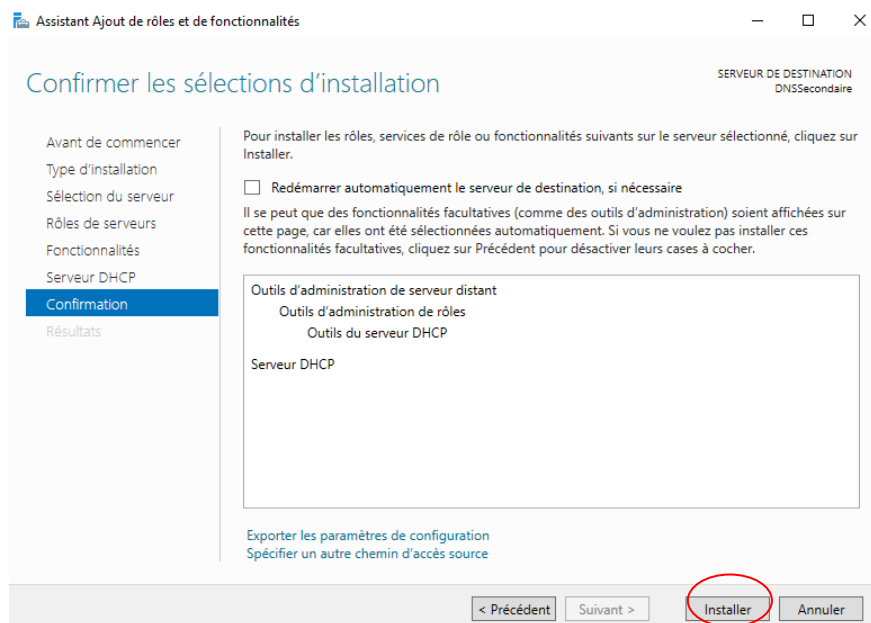 Assistant Ajout de rôles et de fonctionnalités
Confirmer les sélections d'installation
SERVEUR DE DESTINATION
DNSSecondaire
Avant de commencer
Type d'installation
Sélection du serveur
Rôles de serveurs
Fonctionnalités
Serveur DHCP
Confirmation
Résultats
Pour installer les rôles, services de rôle ou fonctionnalités suivants sur le serveur sélectionné, cliquez sur
Installer.
Redémarrer automatiquement le serveur de destination, si nécessaire
Il se peut que des fonctionnalités facultatives (comme des outils d'administration) soient affichées sur
cette page, car elles ont été sélectionnées automatiquement. Si vous ne voulez pas installer ces
fonctionnalités facultatives, cliquez sur Précédent pour désactiver leurs cases à cocher.
Outils d'administration de serveur distant
Outils d'administration de rôles
Outils du serveur DHCP
Serveur DHCP
Exporter les paramètres de configuration
Spécifier un autre chemin d'accès source
< Précédent
Suivant >
Installer
Annuler